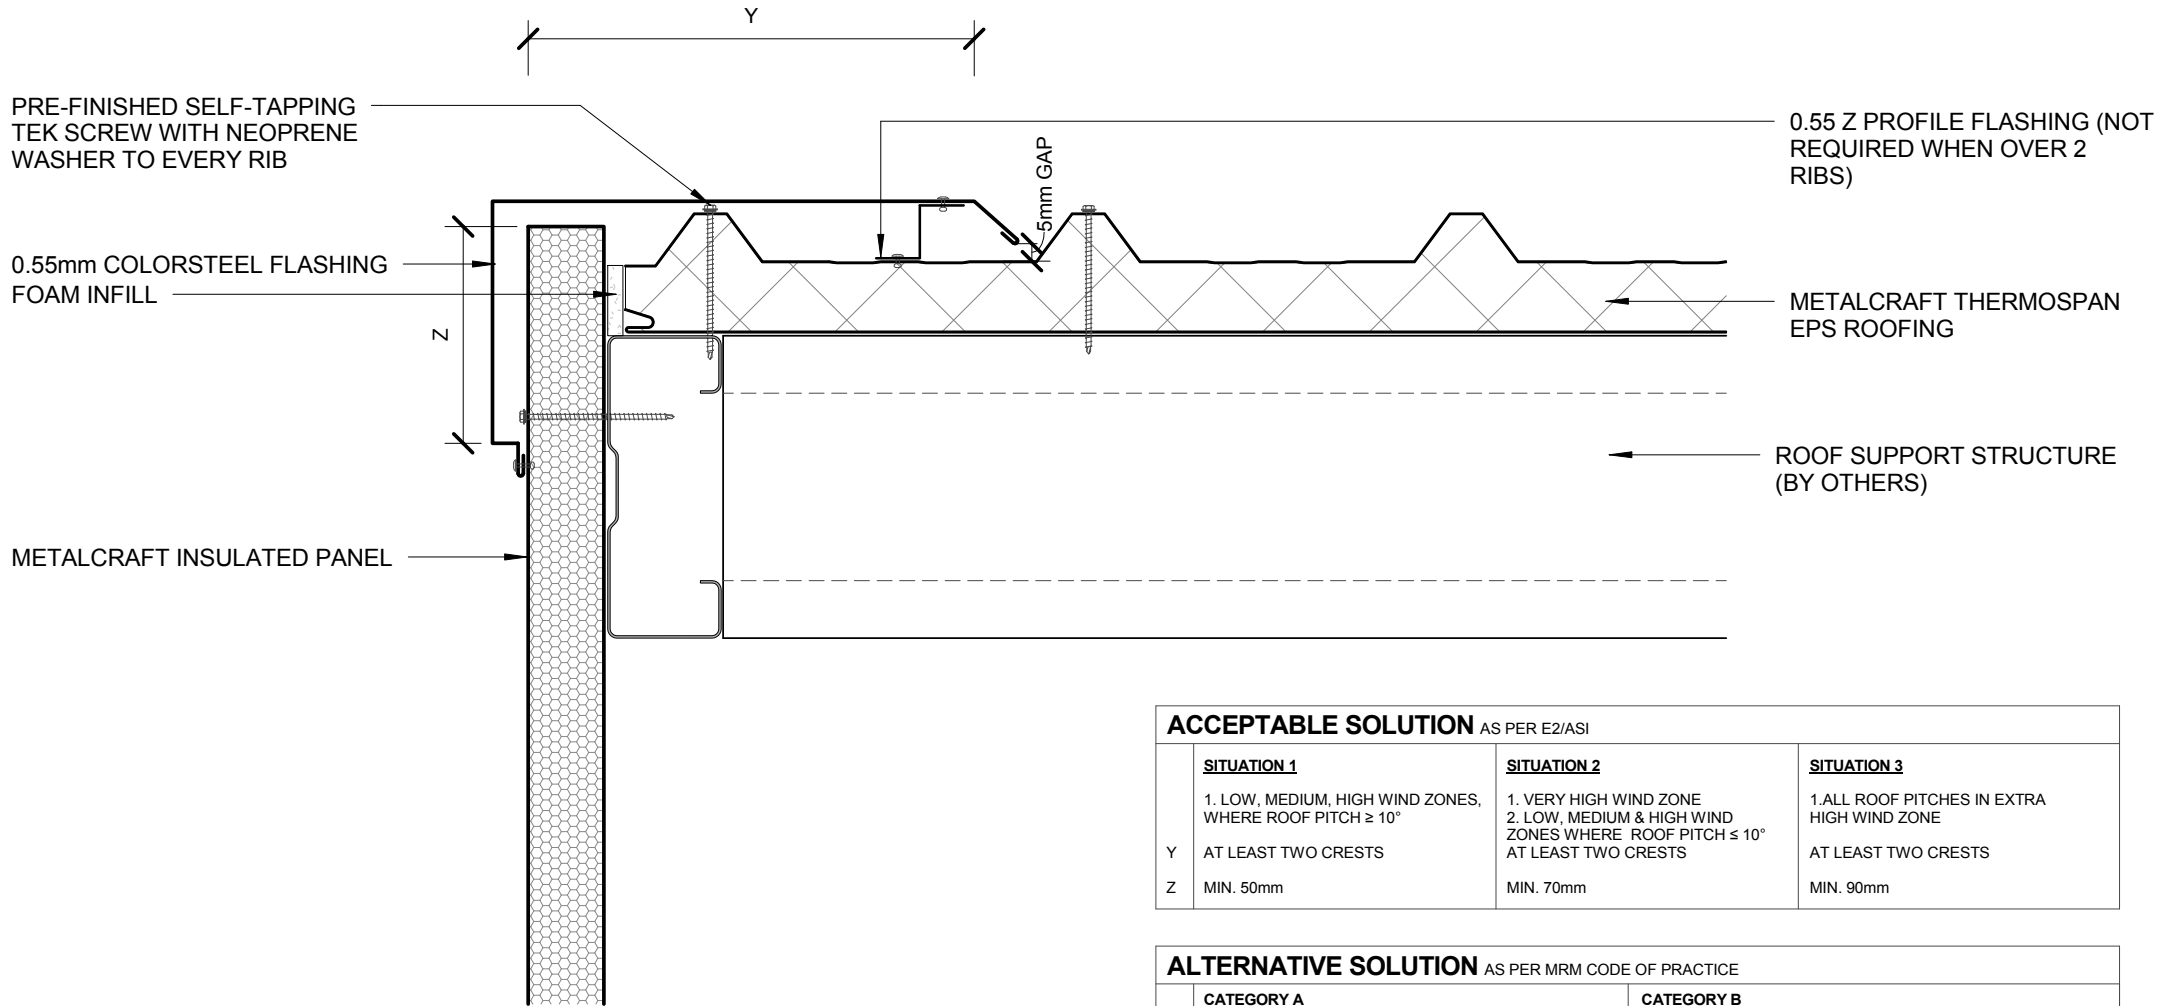 Y
PRE-FINISHED SELF-TAPPING
TEK SCREW WITH NEOPRENE
WASHER TO EVERY RIB
0.55 Z PROFILE FLASHING (NOT
REQUIRED WHEN OVER 2
RIBS)
5mm GAP
0.55mm COLORSTEEL FLASHING
FOAM INFILL
Z
METALCRAFT THERMOSPAN
EPS ROOFING
ROOF SUPPORT STRUCTURE
(BY OTHERS)
METALCRAFT INSULATED PANEL
ACCEPTABLE SOLUTION AS PER E2/ASI
SITUATION 1
1. LOW, MEDIUM, HIGH WIND ZONES,
WHERE ROOF PITCH ≥ 10°
SITUATION 2
1. VERY HIGH WIND ZONE
2. LOW, MEDIUM & HIGH WIND
ZONES WHERE ROOF PITCH ≤ 10°
SITUATION 3
1.ALL ROOF PITCHES IN EXTRA
HIGH WIND ZONE
Y AT LEAST TWO CRESTS AT LEAST TWO CRESTS AT LEAST TWO CRESTS
Z MIN. 50mm MIN. 70mm MIN. 90mm
ALTERNATIVE SOLUTION AS PER MRM CODE OF PRACTICE
CATEGORY A CATEGORY B